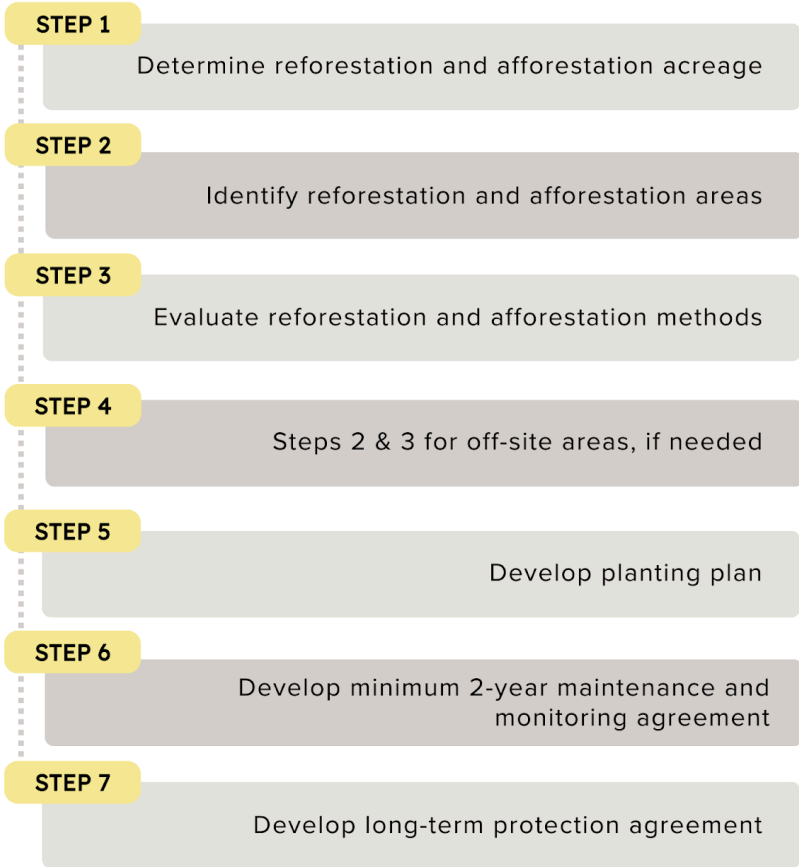 STEP 1
Determine reforestation and afforestation acreage
STEP 2
Identify reforestation and afforestation areas
STEP 3
Evaluate reforestation and afforestation methods
STEP 4
Steps 2 & 3 for off-site areas, if needed
STEP 5
Develop planting plan
STEP 6
Develop minimum 2-year maintenance and
monitoring agreement
STEP 7
Develop long-term protection agreement